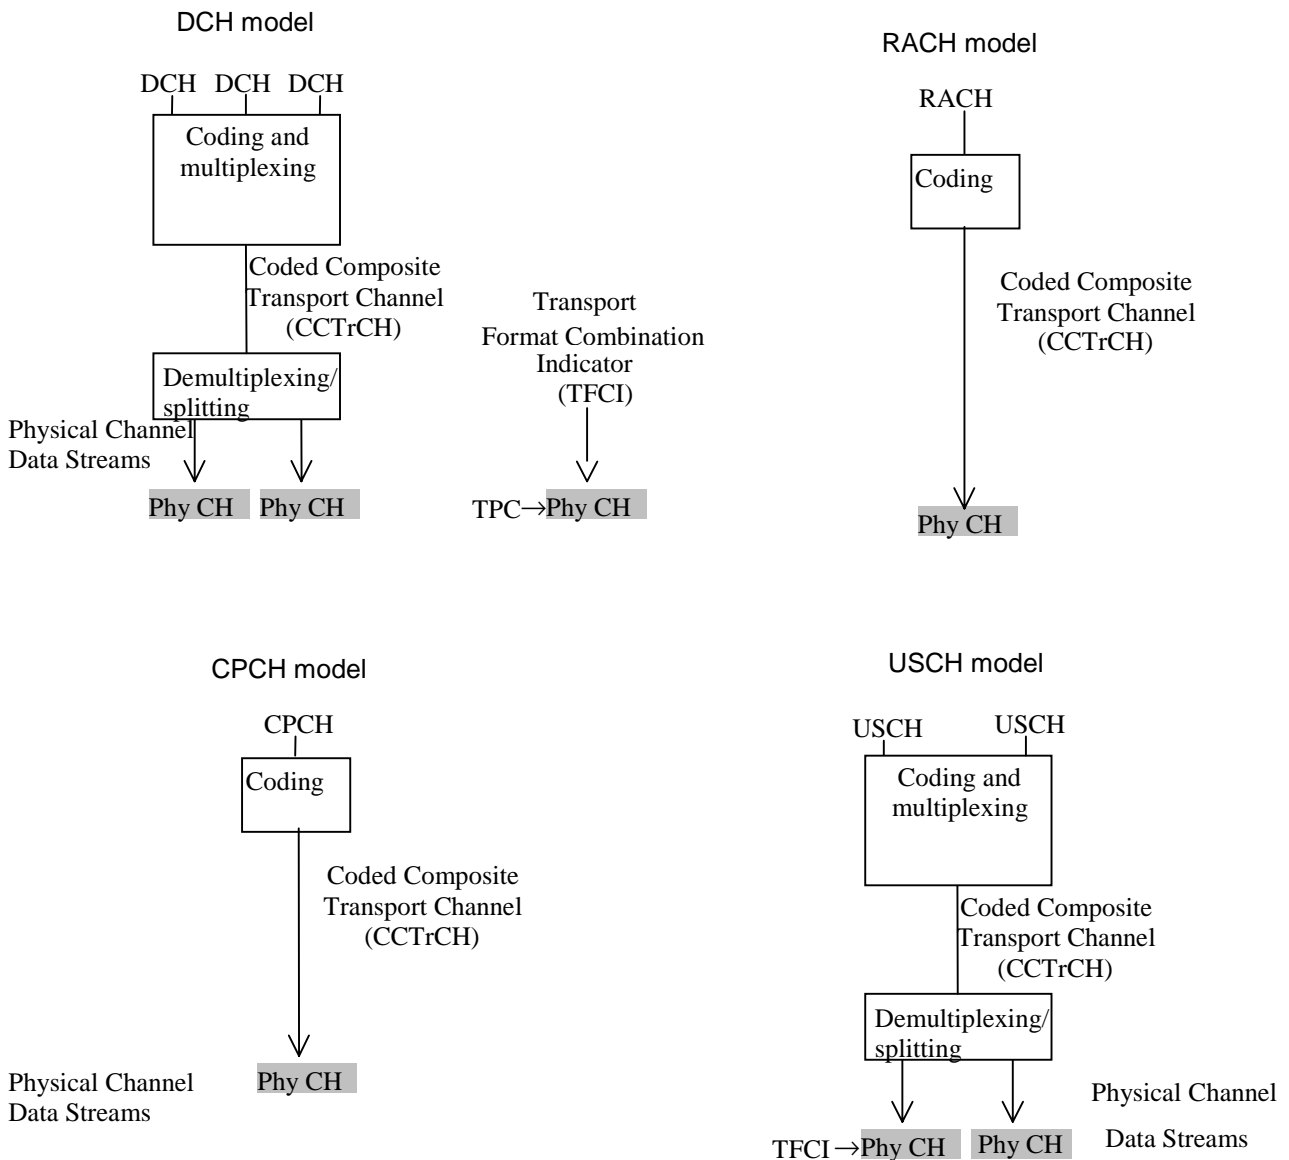 DCH model
DCH DCH DCH
Coding and
multiplexing
Coded Composite
Transport Channel
(CCTrCH)
Demultiplexing/
splitting
Physical Channel
Data Streams
Phy CH Phy CH
Transport
Format Combination
Indicator
(TFCI)
TPC→Phy CH
RACH model
RACH
Coding
Coded Composite
Transport Channel
(CCTrCH)
Phy CH
CPCH model
CPCH
Coding
Coded Composite
Transport Channel
(CCTrCH)
Physical Channel
Data Streams
Phy CH
USCH model
USCH USCH
Coding and
multiplexing
Coded Composite
Transport Channel
(CCTrCH)
Demultiplexing/
splitting
Physical Channel
Data Streams
TFCI→Phy CH Phy CH